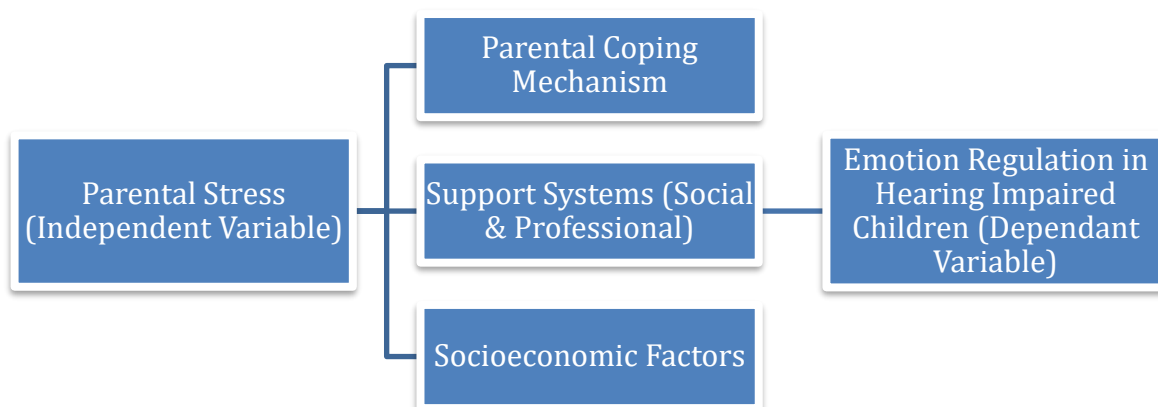 Parental Stress
(Independent Variable)
Parental Coping
Mechanism
Support Systems (Social
& Professional)
Socioeconomic Factors
Emotion Regulation in
Hearing Impaired
Children (Dependant
Variable)